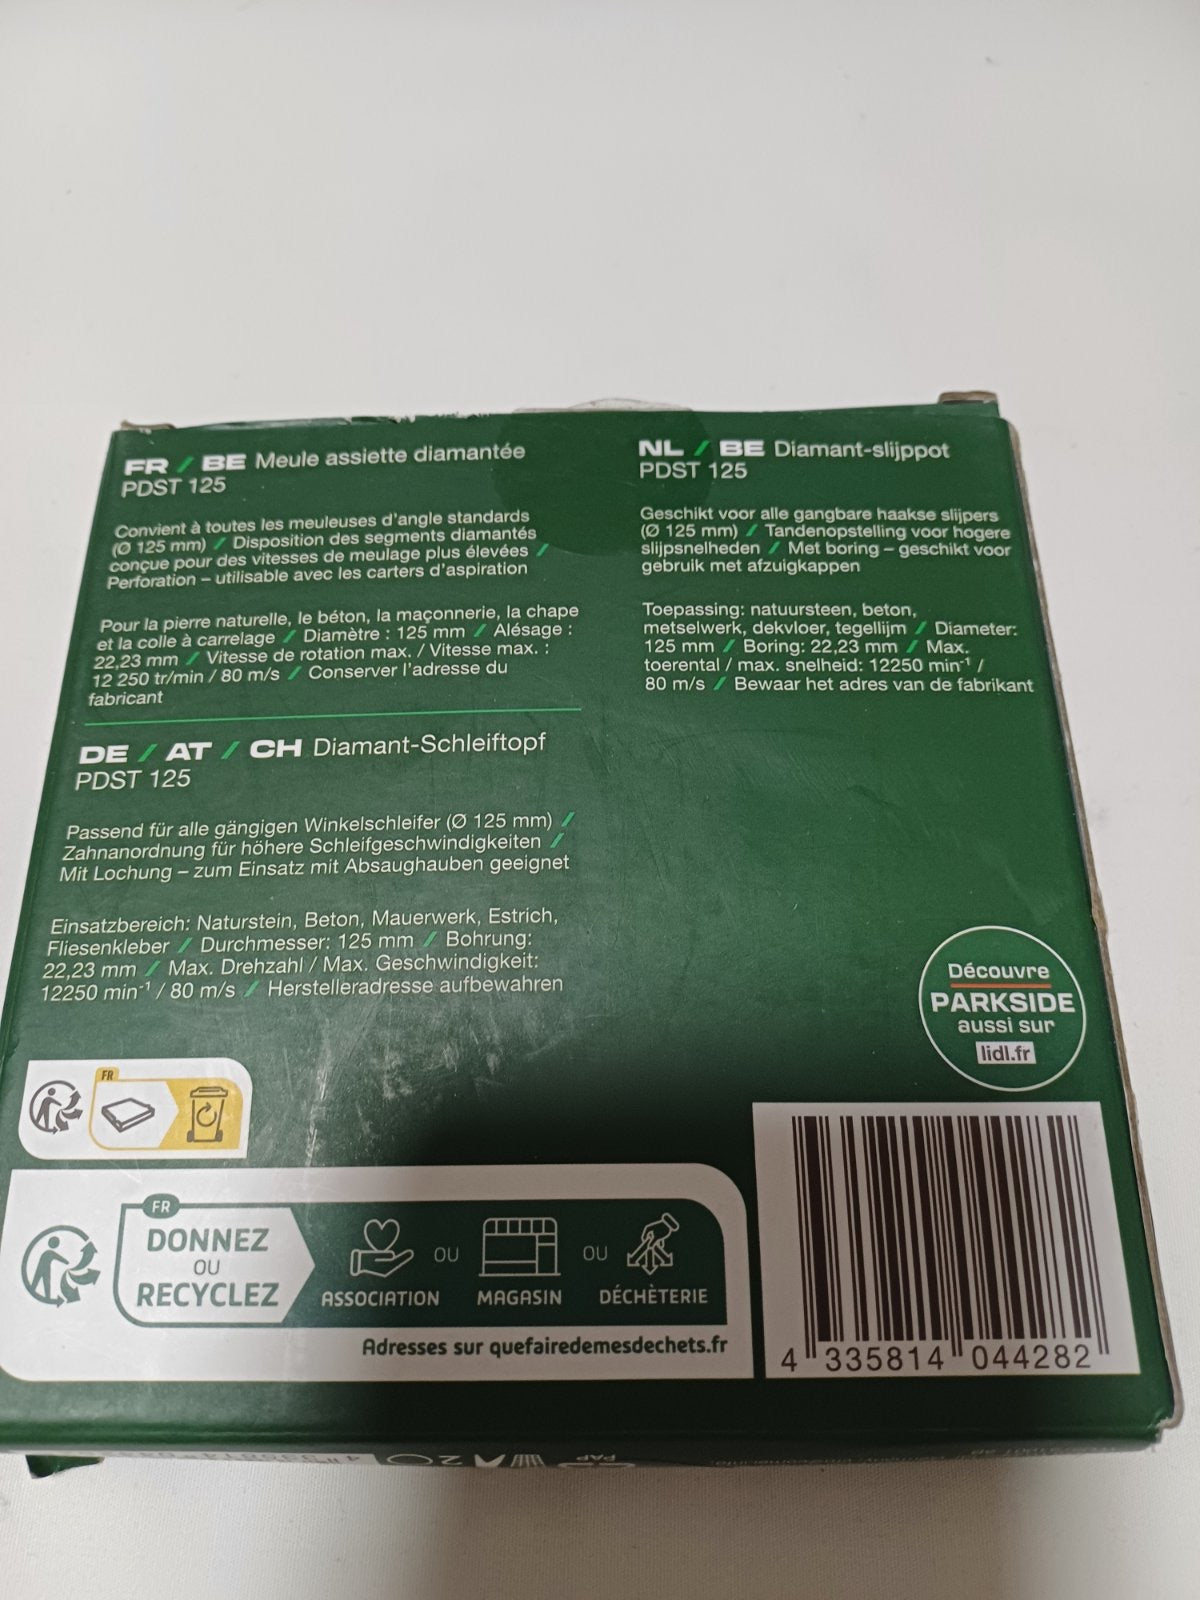 FR / BE Meule assiette diamantée
PDST 125
Convient à toutes les meuleuses d'angle standards
(Ø 125 mm) / Disposition des segments diamantés
conçue pour des vitesses de meulage plus élevées /
Perforation – utilisable avec les carters d'aspiration
Pour la pierre naturelle, le béton, la maçonnerie, la chape
et la colle à carrelage / Diamètre : 125 mm / Alésage :
22,23 mm / Vitesse de rotation max. / Vitesse max. :
12 250 tr/min / 80 m/s / Conserver l'adresse du
fabricant
NL / BE Diamant-slijppot
PDST 125
Geschikt voor alle gangbare haakse slijpers
(Ø 125 mm) / Tandenopstelling voor hogere
slijpsnelheden / Met boring – geschikt voor
gebruik met afzuigkappen
Toepassing: natuursteen, beton,
metselwerk, dekvloer, tegellijm / Diameter:
125 mm / Boring: 22,23 mm / Max.
toerental / max. snelheid: 12250 min⁻¹ /
80 m/s / Bewaar het adres van de fabrikant
DE / AT / CH Diamant-Schleiftopf
PDST 125
Passend für alle gängigen Winkelschleifer (Ø 125 mm) /
Zahnanordnung für höhere Schleifgeschwindigkeiten /
Mit Lochung – zum Einsatz mit Absaughauben geeignet
Einsatzbereich: Naturstein, Beton, Mauerwerk, Estrich,
Fliesenkleber / Durchmesser: 125 mm / Bohrung:
22,23 mm / Max. Drehzahl / Max. Geschwindigkeit:
12250 min⁻¹ / 80 m/s / Herstelleradresse aufbewahren
Découvre
PARKSIDE
aussi sur
lidl.fr
FR
FR
DONNEZ
OU
RECYCLEZ
ASSOCIATION
OU
MAGASIN
OU
DÉCHÈTERIE
Adresses sur quefairedemesdechets.fr
4 335814 044282
PAP